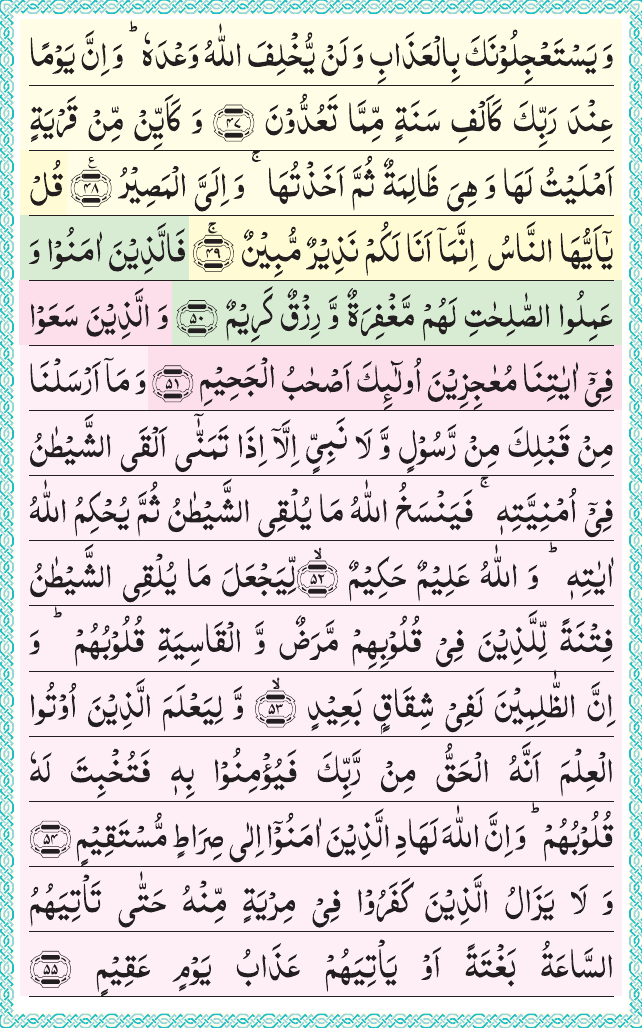 وَيَسْتَعْجِلُوْنَكَ بِالْعَذَابِ وَلَنْ يُّخْلِفَ اللّٰهُ وَعْدَهٗ ؕ وَاِنَّ يَوْمًا
عِنْدَ رَبِّكَ كَاَلْفِ سَنَةٍ مِّمَّا تَعُدُّوْنَ ﴿۴۷﴾ وَ كَاَيِّنْ مِّنْ قَرْيَةٍ
اَمْلَيْتُ لَهَا وَ هِىَ ظَالِمَةٌ ثُمَّ اَخَذْتُهَا ۚ وَاِلَىَّ الْمَصِيْرُ ﴿۴۸﴾ ع قُلْ
يٰۤاَيُّهَا النَّاسُ اِنَّمَاۤ اَنَا لَكُمْ نَذِيْرٌ مُّبِيْنٌ ﴿۴۹﴾ ۚ فَالَّذِيْنَ اٰمَنُوْا وَ
عَمِلُوا الصّٰلِحٰتِ لَهُمْ مَّغْفِرَةٌ وَّ رِزْقٌ كَرِيْمٌ ﴿۵۰﴾ وَ الَّذِيْنَ سَعَوْا
فِىْۤ اٰيٰتِنَا مُعٰجِزِيْنَ اُولٰٓئِكَ اَصْحٰبُ الْجَحِيْمِ ﴿۵۱﴾ وَ مَاۤ اَرْسَلْنَا
مِنْ قَبْلِكَ مِنْ رَّسُوْلٍ وَّ لَا نَبِىٍّ اِلَّاۤ اِذَا تَمَنّٰٓى اَلْقَى الشَّيْطٰنُ
فِىْۤ اُمْنِيَّتِهٖ ۚ فَيَنْسَخُ اللّٰهُ مَا يُلْقِى الشَّيْطٰنُ ثُمَّ يُحْكِمُ اللّٰهُ
اٰيٰتِهٖ ؕ وَ اللّٰهُ عَلِيْمٌ حَكِيْمٌ ﴿۵۲﴾ ۙ لِّيَجْعَلَ مَا يُلْقِى الشَّيْطٰنُ
فِتْنَةً لِّلَّذِيْنَ فِىْ قُلُوْبِهِمْ مَّرَضٌ وَّ الْقَاسِيَةِ قُلُوْبُهُمْ ؕ وَ
اِنَّ الظّٰلِمِيْنَ لَفِىْ شِقَاقٍۭ بَعِيْدٍ ﴿۵۳﴾ ۙ وَّ لِيَعْلَمَ الَّذِيْنَ اُوْتُوا
الْعِلْمَ اَنَّهُ الْحَقُّ مِنْ رَّبِّكَ فَيُؤْمِنُوْا بِهٖ فَتُخْبِتَ لَهٗ
قُلُوْبُهُمْ ؕ وَاِنَّ اللّٰهَ لَهَادِ الَّذِيْنَ اٰمَنُوْۤا اِلٰى صِرَاطٍ مُّسْتَقِيْمٍ ﴿۵۴﴾
وَ لَا يَزَالُ الَّذِيْنَ كَفَرُوْا فِىْ مِرْيَةٍ مِّنْهُ حَتّٰى تَاْتِيَهُمُ
السَّاعَةُ بَغْتَةً اَوْ يَاْتِيَهُمْ عَذَابُ يَوْمٍ عَقِيْمٍ ﴿۵۵﴾